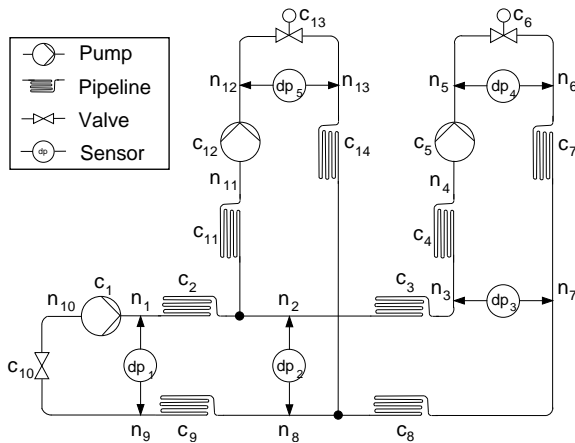 Pump
Pipeline
Valve
dp Sensor
c13
c6
n12
dp5
n13
n5
dp4
n6
c12
c14
c5
c7
n11
n4
c11
c4
c1
c2
c3
n10
n1
n2
n3
dp3
n7
c10
dp1
dp2
n9
c9
n8
c8